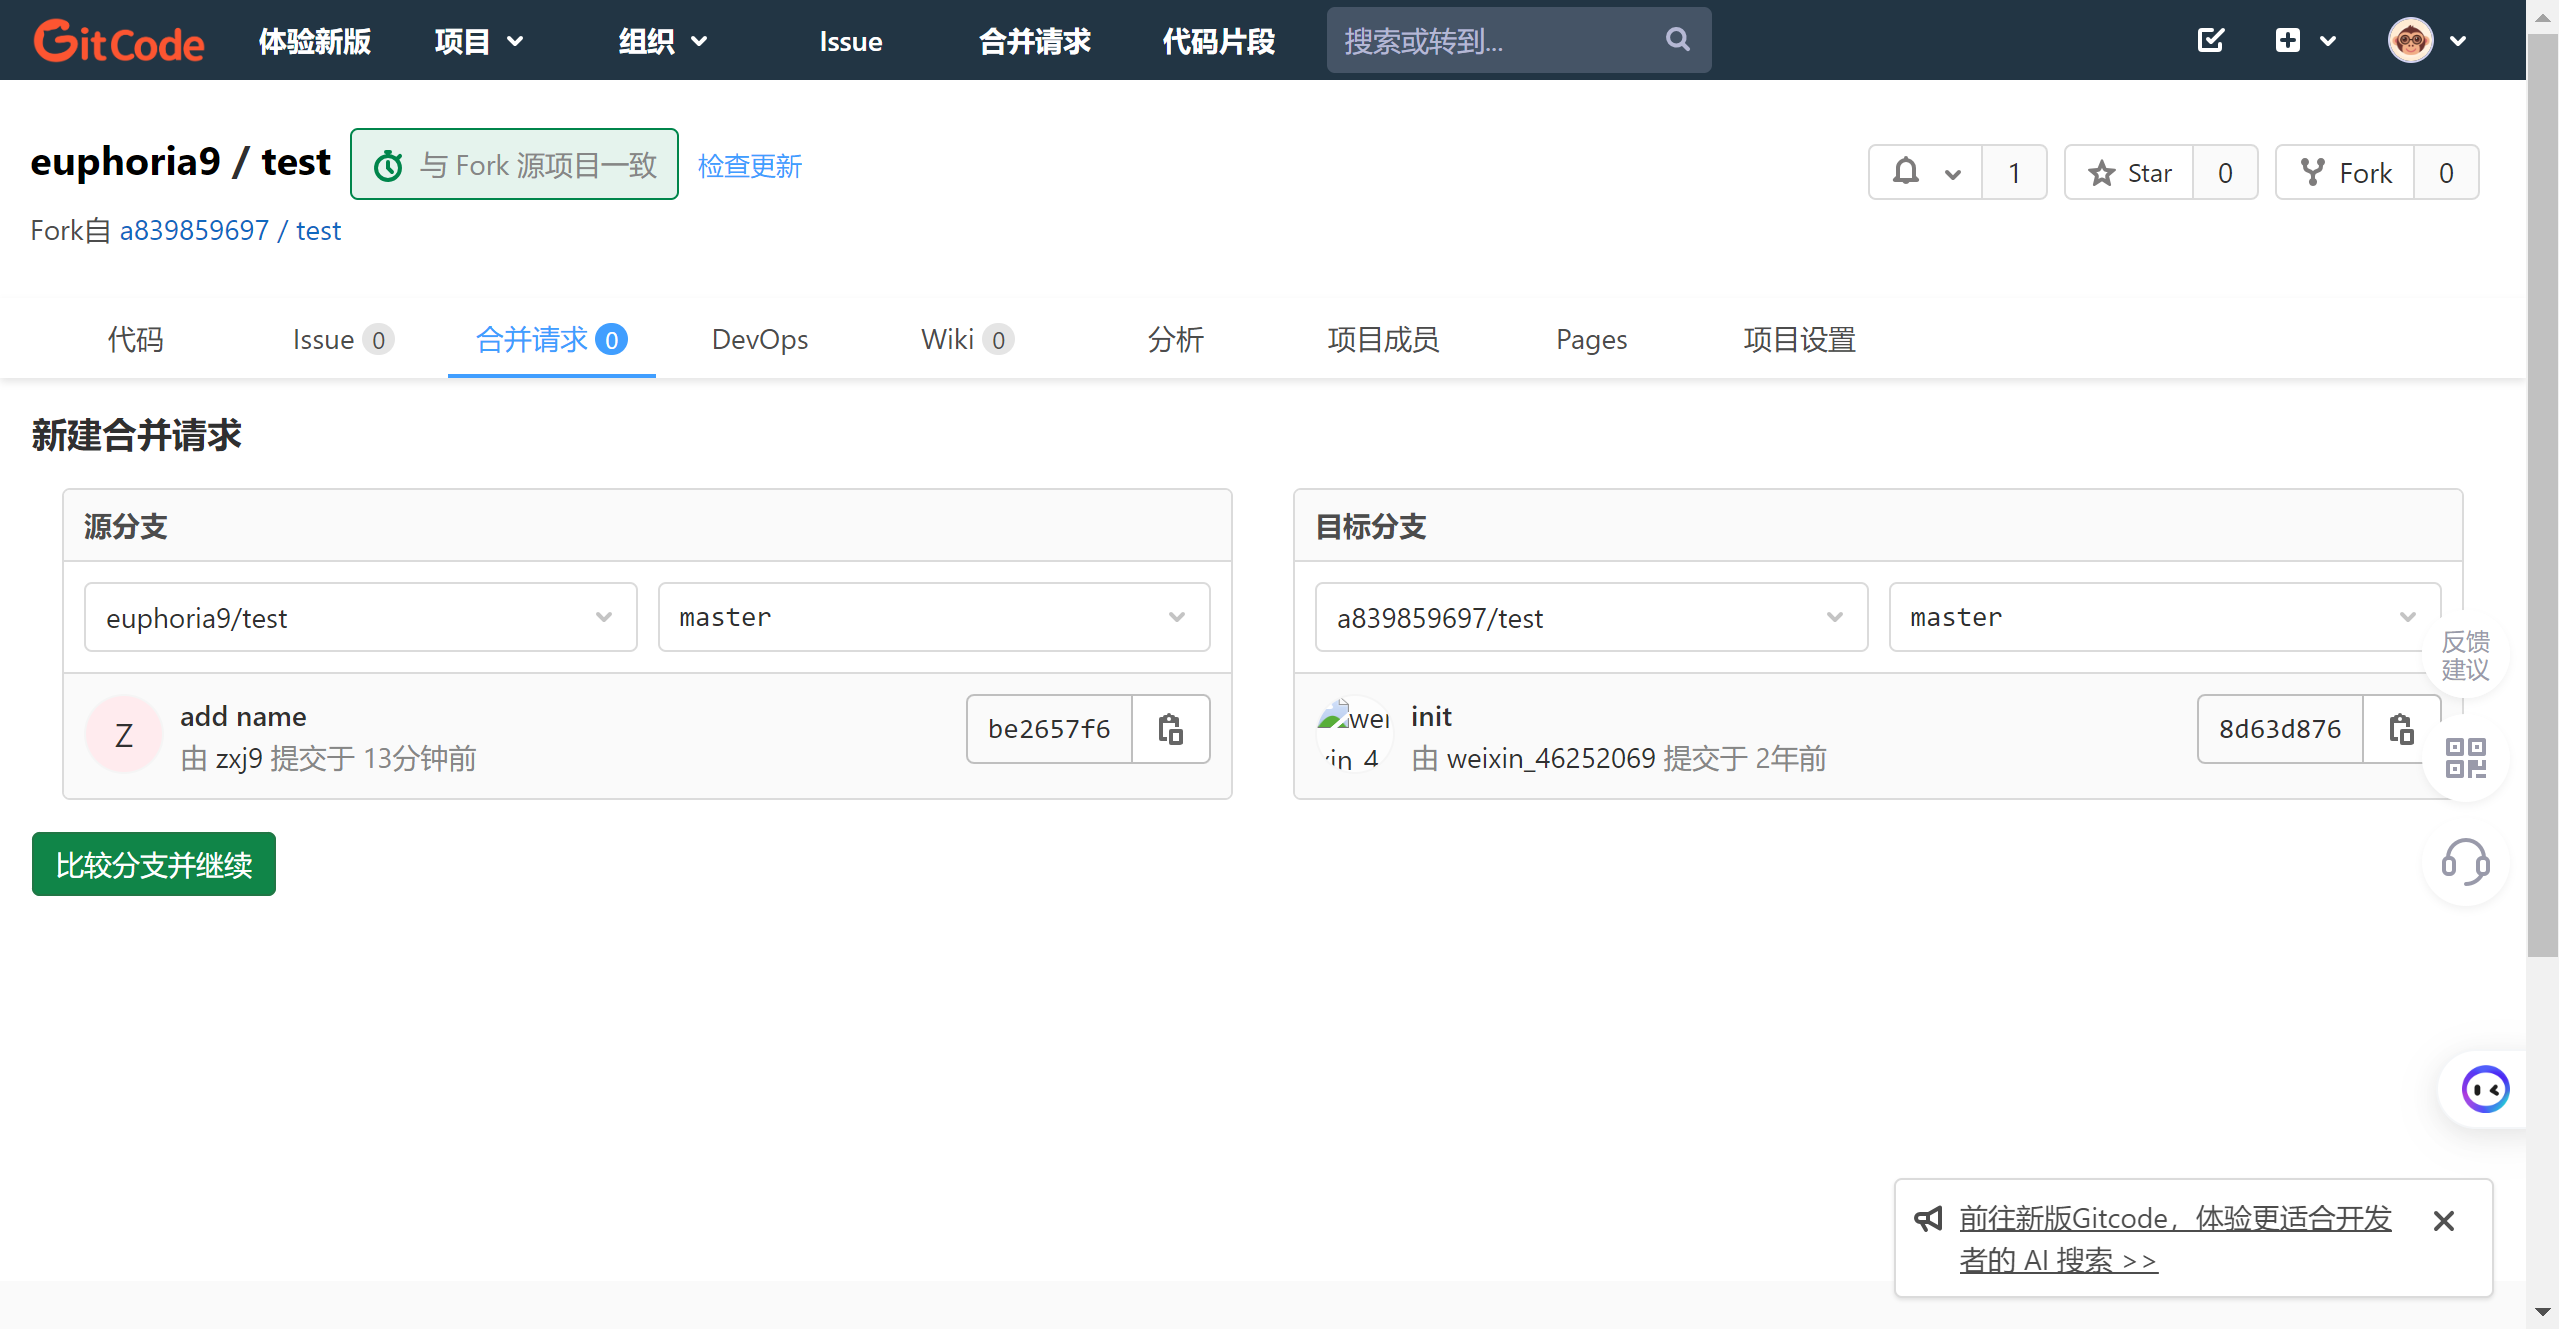 GitCode 体验新版 项目 组织 Issue 合并请求 代码片段 搜索或转到...
euphoria9 / test 与 Fork 源项目一致 检查更新 1 Star 0 Fork 0
Fork自 a839859697 / test
代码 Issue 0 合并请求 0 DevOps Wiki 0 分析 项目成员 Pages 项目设置
新建合并请求
源分支
euphoria9/test master
Z add name be2657f6
由 zxj9 提交于 13分钟前
目标分支
a839859697/test master
wei init 8d63d876
xin_4 由 weixin_46252069 提交于 2年前
反馈
建议
比较分支并继续
前往新版Gitcode，体验更适合开发
者的 AI 搜索 >>